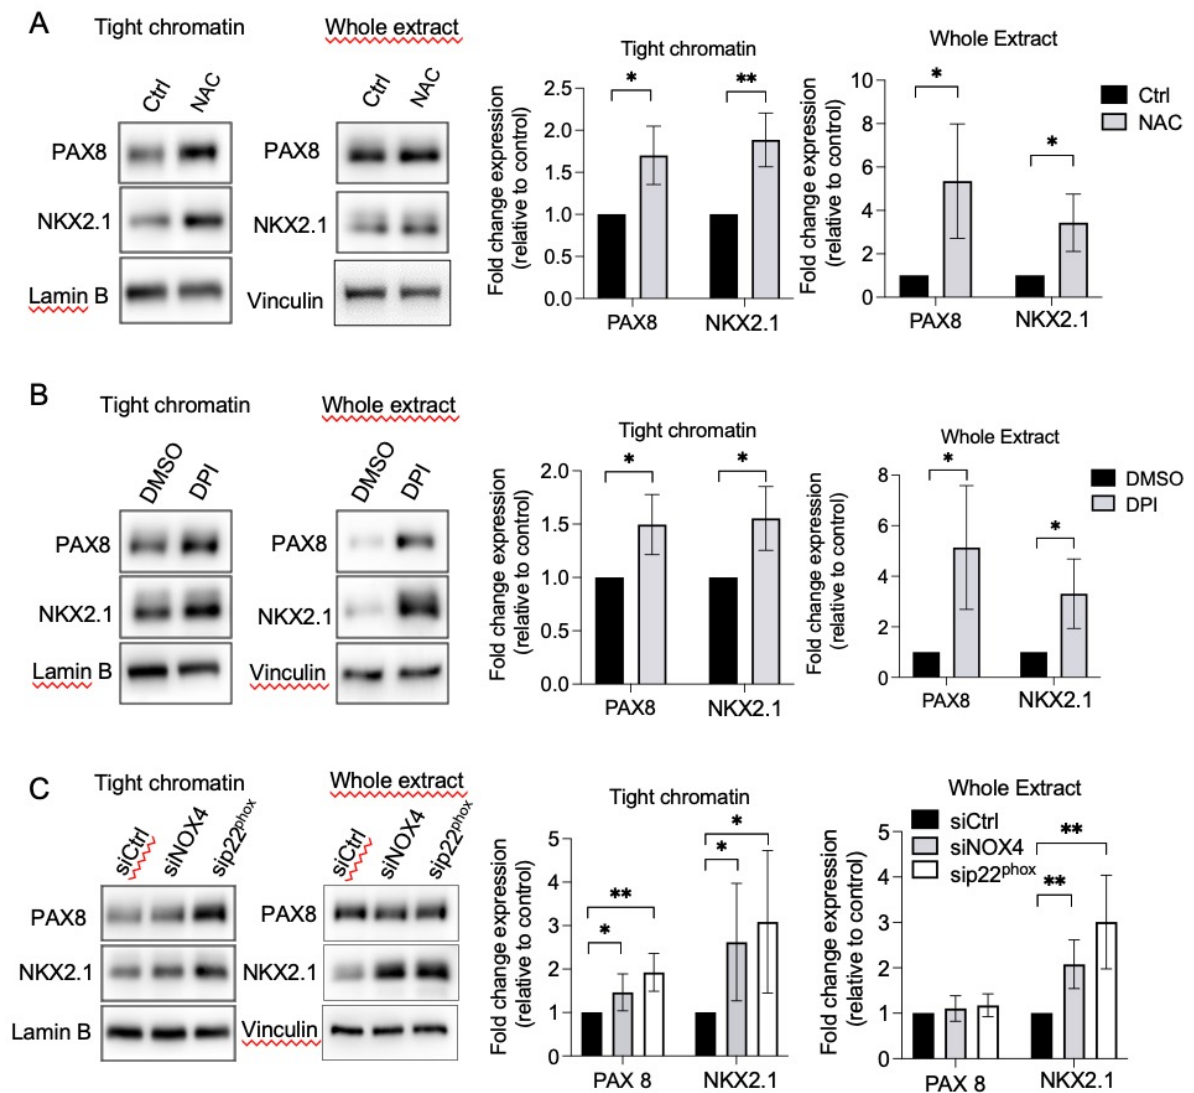 A
Tight chromatin
Whole extract
Ctrl
NAC
Ctrl
NAC
PAX8
NKX2.1
Lamin B
PAX8
NKX2.1
Vinculin
Tight chromatin
Fold change expression
(relative to control)
2.5
2.0
1.5
1.0
0.5
0.0
*
**
PAX8
NKX2.1
Whole Extract
Fold change expression
(relative to control)
10
8
6
4
2
0
*
*
PAX8
NKX2.1
Ctrl
NAC
B
Tight chromatin
Whole extract
DMSO
DPI
DMSO
DPI
PAX8
NKX2.1
Lamin B
PAX8
NKX2.1
Vinculin
Tight chromatin
Fold change expression
(relative to control)
2.0
1.5
1.0
0.5
0.0
*
*
PAX8
NKX2.1
Whole Extract
Fold change expression
(relative to control)
8
6
4
2
0
*
*
PAX8
NKX2.1
DMSO
DPI
C
Tight chromatin
Whole extract
siCtrl
siNOX4
sip22phox
siCtrl
siNOX4
sip22phox
PAX8
NKX2.1
Lamin B
PAX8
NKX2.1
Vinculin
Tight chromatin
Fold change expression
(relative to control)
5
4
3
2
1
0
*
**
*
*
PAX 8
NKX2.1
Whole Extract
siCtrl
siNOX4
sip22phox
Fold change expression
(relative to control)
5
4
3
2
1
0
**
**
PAX 8
NKX2.1